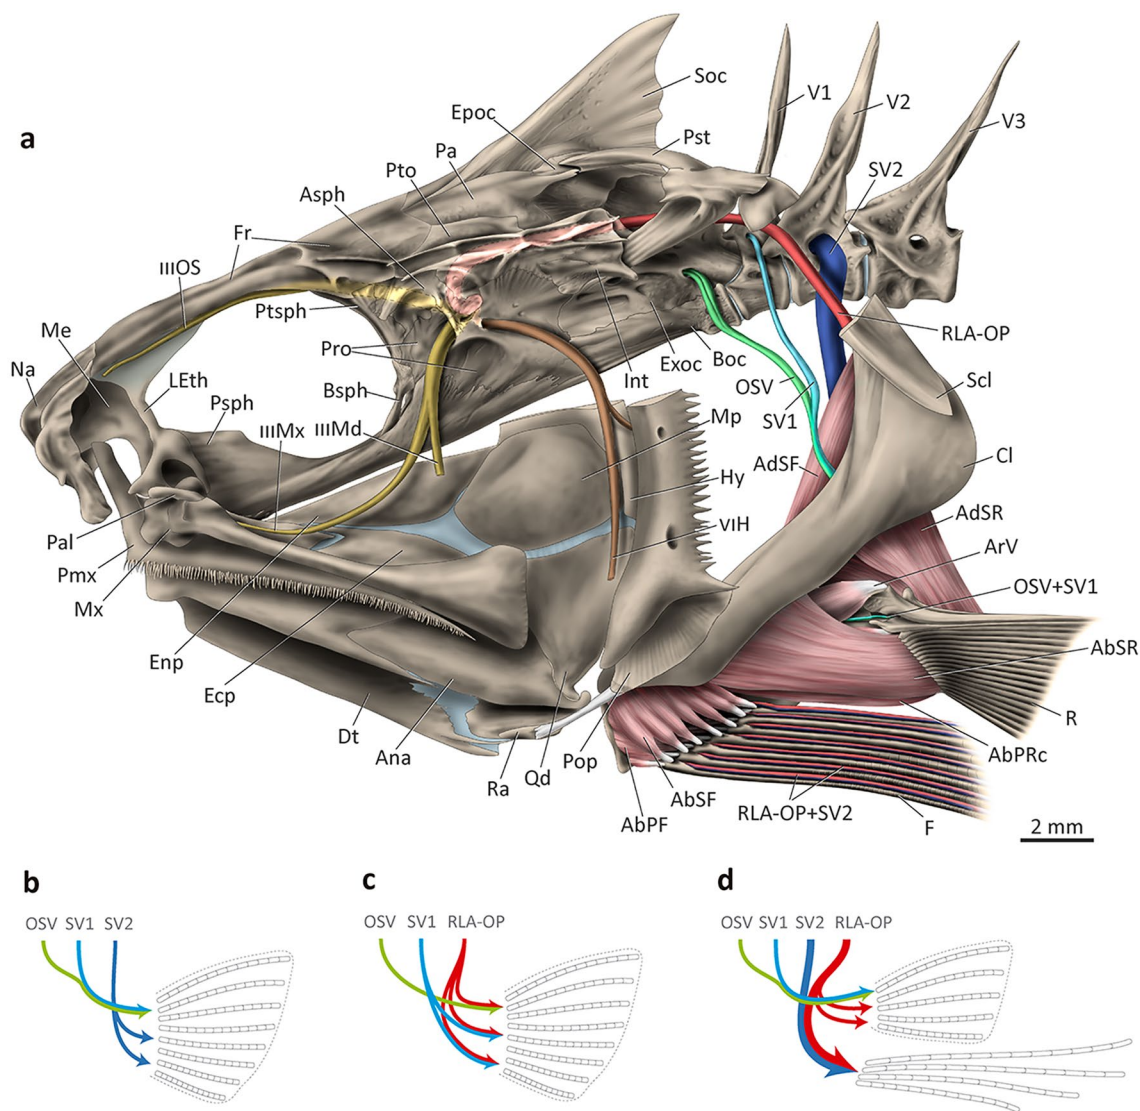 a
Soc
V1
V2
V3
Epoc
Pst
Pa
Pto
SV2
Asph
Fr
IIIOS
Ptsph
RLA-OP
Me
Pro
Boc
Exoc
Int
OSV
Na
LEth
Bsph
Scl
Psph
Mp
SV1
IIIMx
IIIMd
Cl
AdSF
Hy
AdSR
VIH
Pal
ArV
Pmx
OSV+SV1
Mx
AbSR
Enp
Ecp
R
Dt
Ana
AbPRc
Ra
Qd
Pop
AbSF
RLA-OP+SV2
AbPF
F
2 mm
b
OSV SV1 SV2
c
OSV SV1 RLA-OP
d
OSV SV1 SV2 RLA-OP